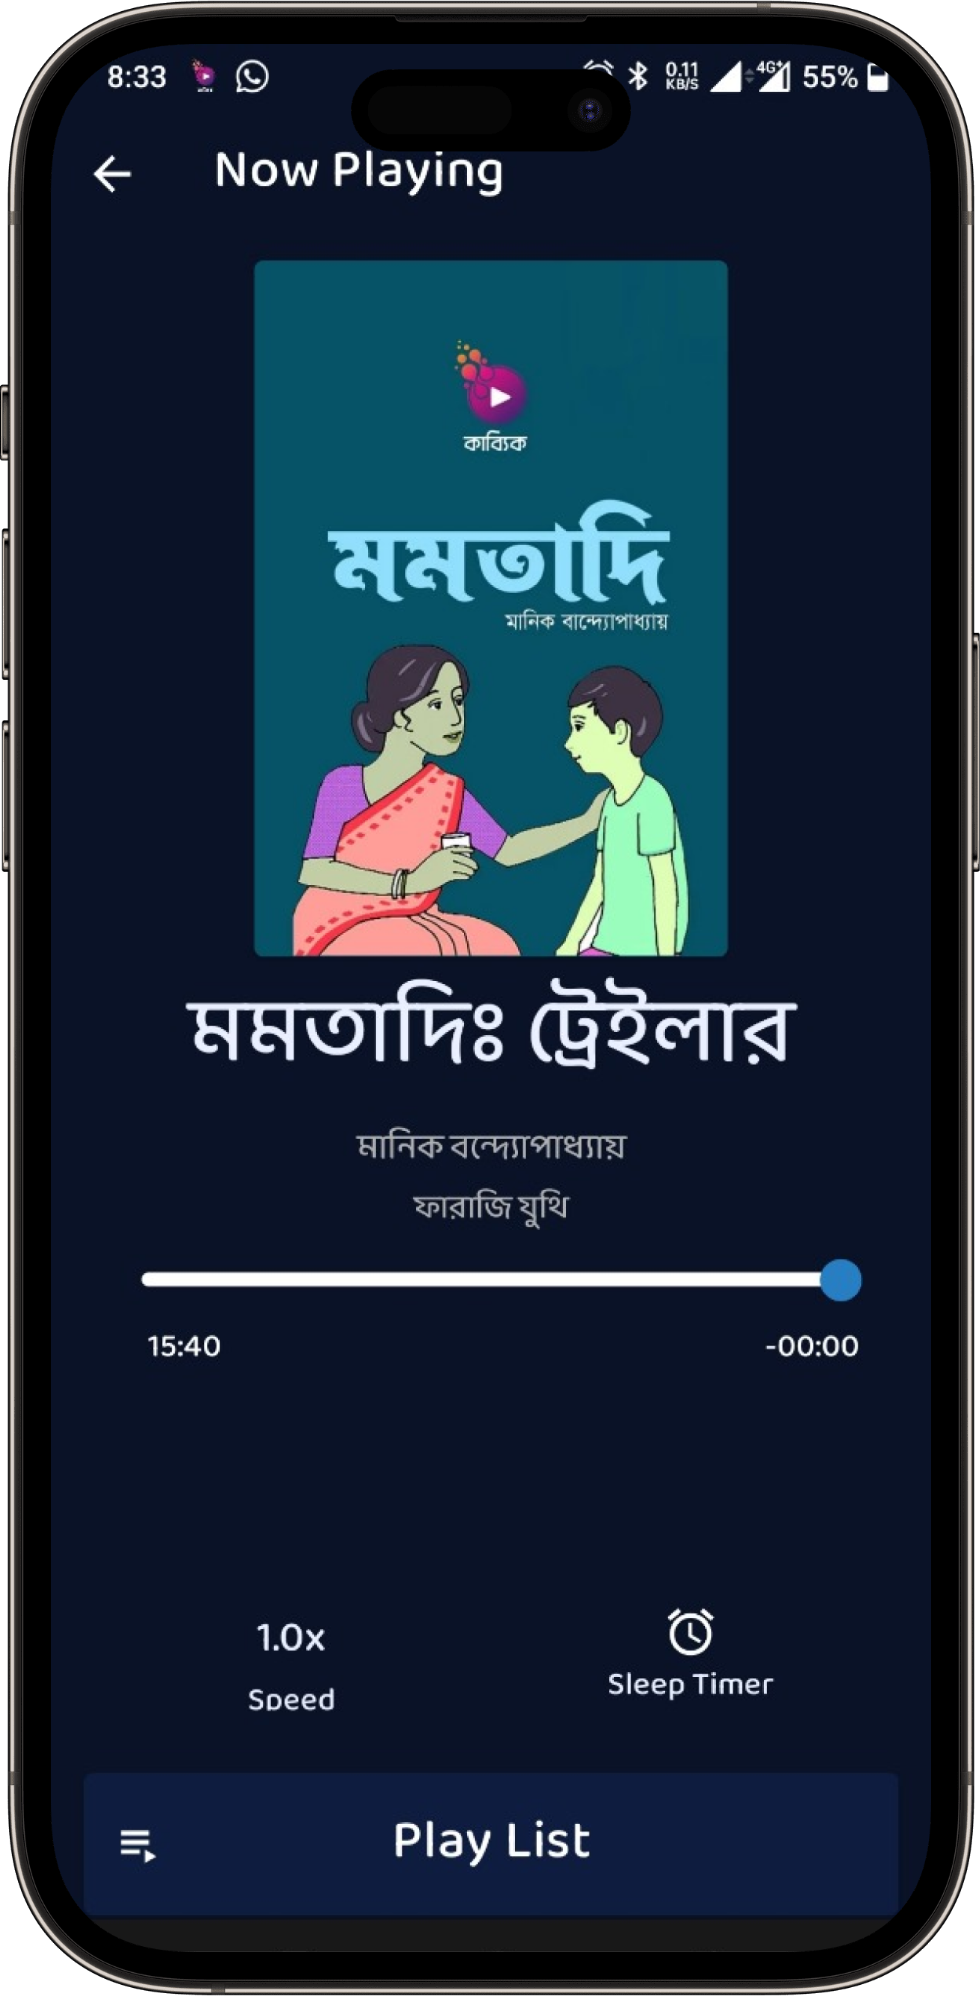 8:33 0.11 KB/S 4G+ 55%
Now Playing
কাব্যিক
মমতাদি
মানিক বান্দ্যোপাধ্যায়
মমতাদিঃ ট্রেইলার
মানিক বন্দ্যোপাধ্যায়
ফারাজি যুথি
15:40 -00:00
1.0x
Sleep Timer
Speed
Play List